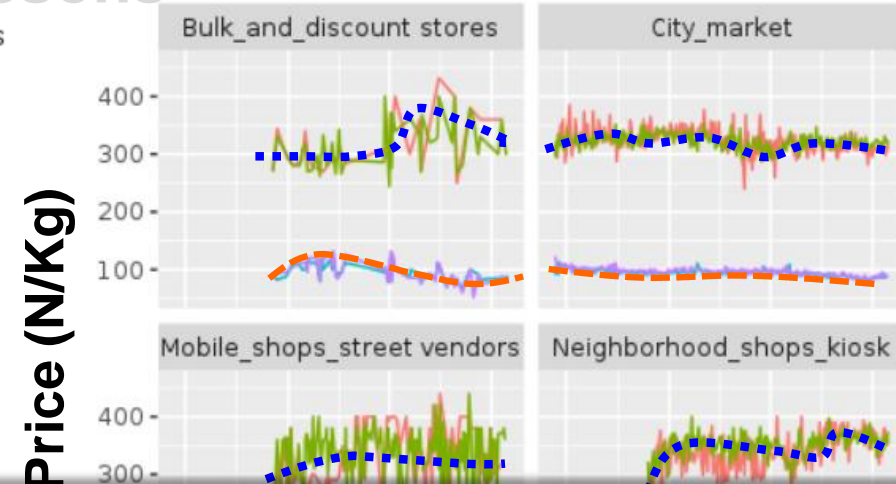 Bulk_and_discount stores
City_market
400
300
200
100
Price (N/Kg)
Mobile_shops_street vendors
Neighborhood_shops_kiosk
400
300